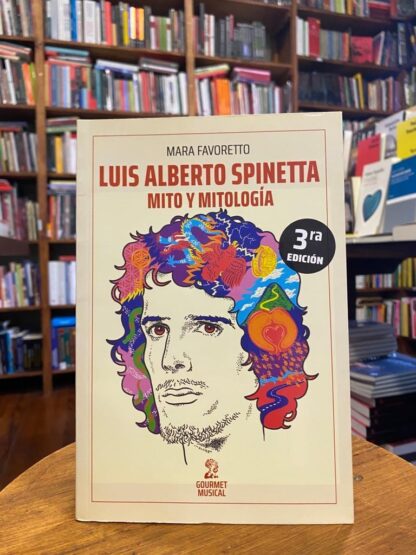 MARA FAVORETTO
LUIS ALBERTO SPINETTA
MITO Y MITOLOGÍA
3ra
EDICIÓN
GOURMET
MUSICAL